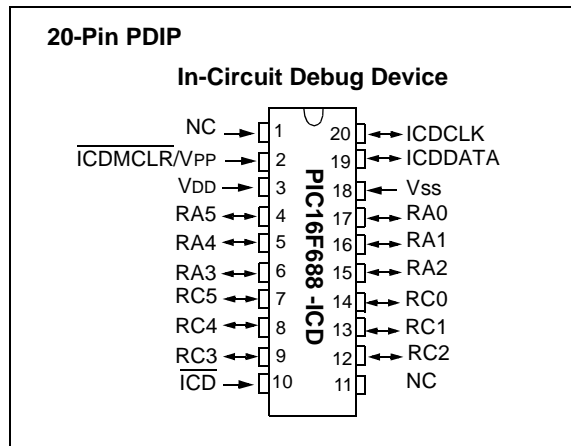 20-Pin PDIP
In-Circuit Debug Device
NC 1 20 ICDCLK
ICDMCLR/VPP 2 19 ICDDATA
VDD 3 18 Vss
RA5 4 17 RA0
RA4 5 16 RA1
RA3 6 15 RA2
RC5 7 14 RC0
RC4 8 13 RC1
RC3 9 12 RC2
ICD 10 11 NC
PIC16F688 -ICD